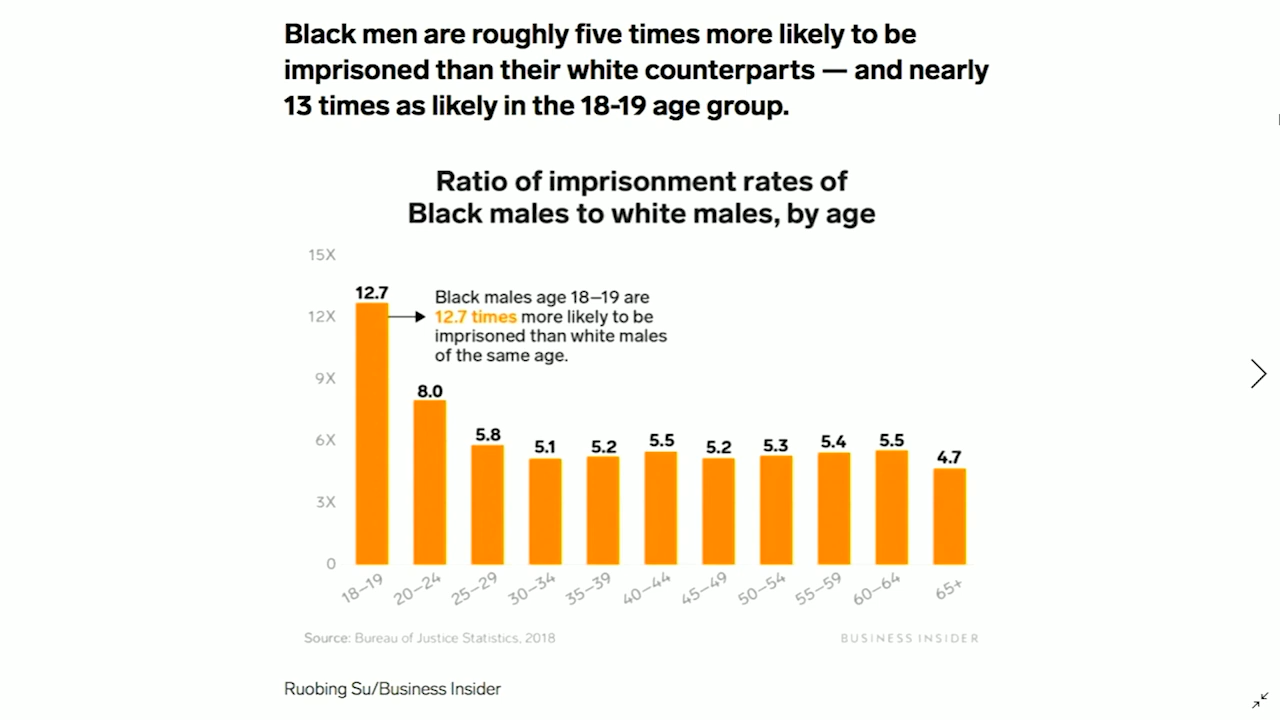 Black men are roughly five times more likely to be
imprisoned than their white counterparts — and nearly
13 times as likely in the 18-19 age group.
Ratio of imprisonment rates of
Black males to white males, by age
15X
12X
9X
6X
3X
0
12.7
8.0
5.8
5.1
5.2
5.5
5.2
5.3
5.4
5.5
4.7
Black males age 18–19 are
12.7 times more likely to be
imprisoned than white males
of the same age.
18–19
20–24
25–29
30–34
35–39
40–44
45–49
50–54
55–59
60–64
65+
Source: Bureau of Justice Statistics, 2018
BUSINESS INSIDER
Ruobing Su/Business Insider